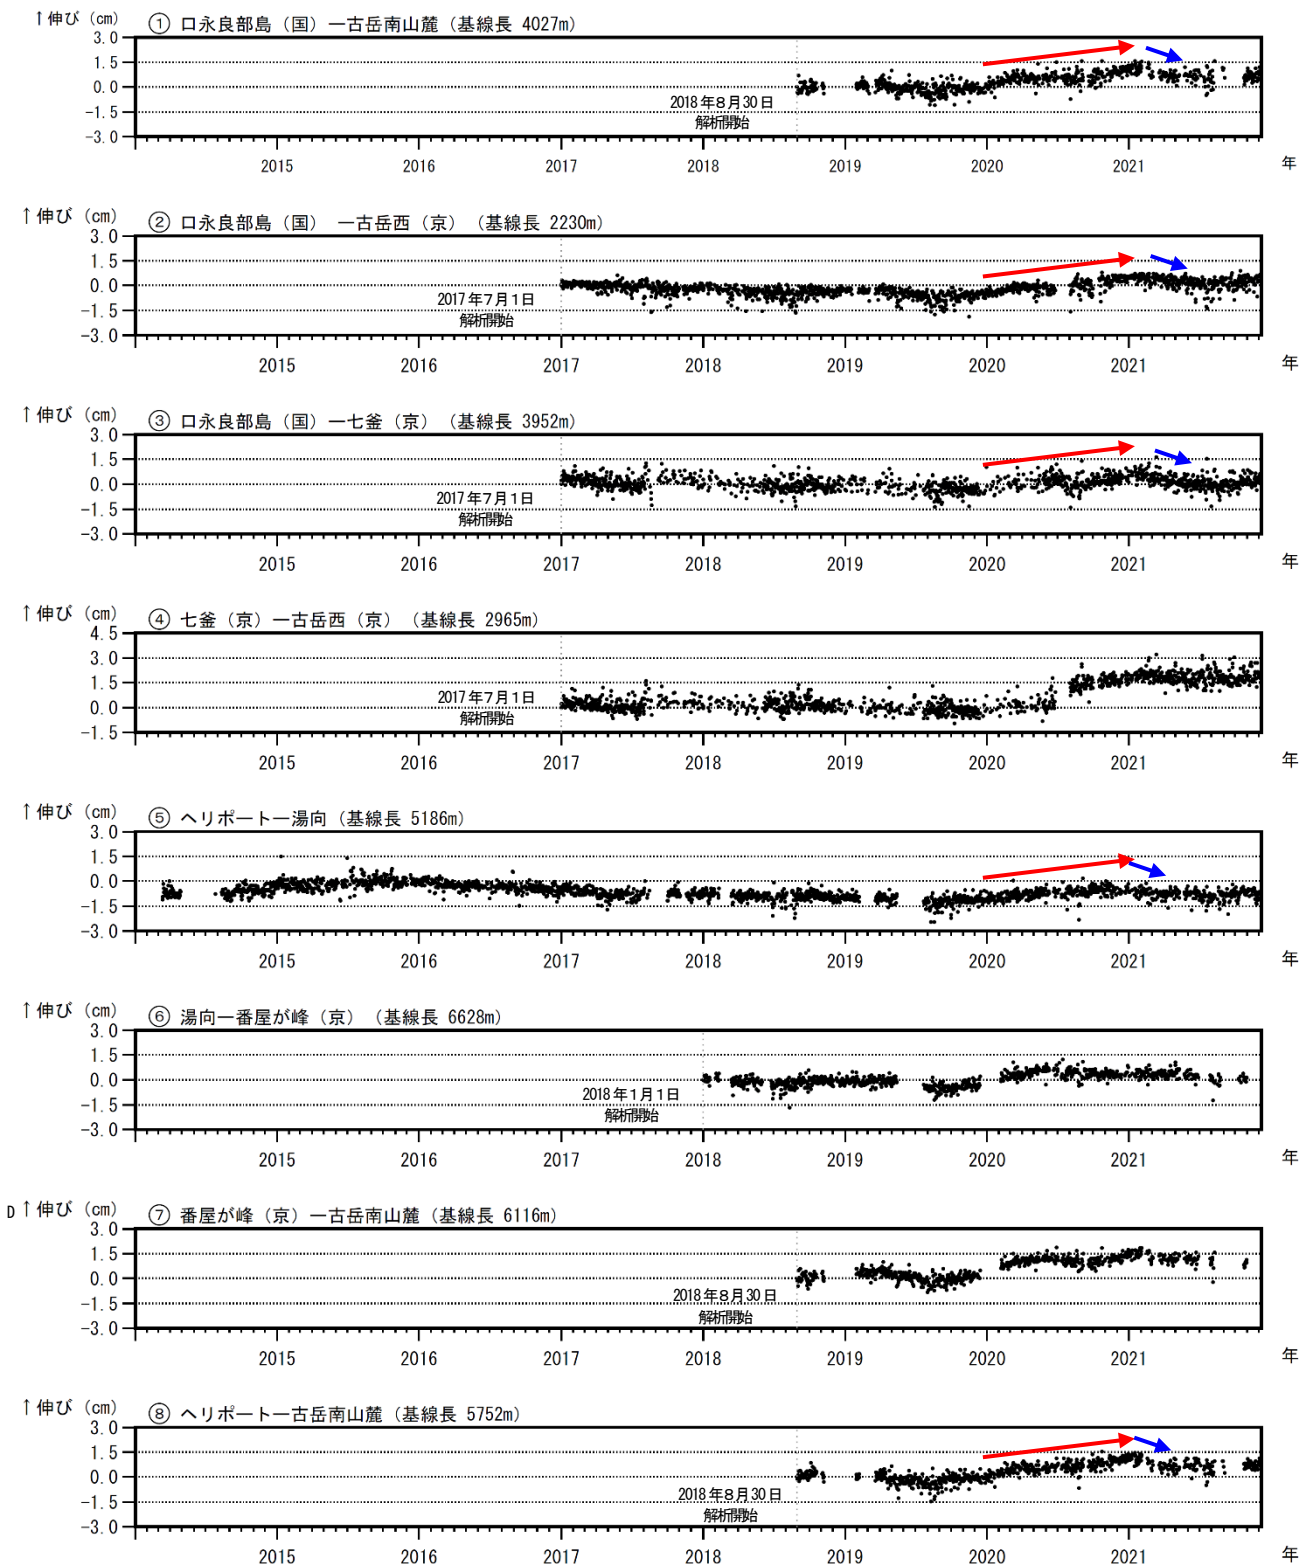 ↑伸び (cm) ① 口永良部島（国）ー古岳南山麓（基線長 4027m）
3.0
1.5
0.0
2018年8月30日
-1.5
解析開始
-3.0
2015 2016 2017 2018 2019 2020 2021 年
↑伸び (cm) ② 口永良部島（国） ー古岳西（京）（基線長 2230m）
3.0
1.5
0.0
2017年7月1日
-1.5
解析開始
-3.0
2015 2016 2017 2018 2019 2020 2021 年
↑伸び (cm) ③ 口永良部島（国）ー七釜（京）（基線長 3952m）
3.0
1.5
0.0
2017年7月1日
-1.5
解析開始
-3.0
2015 2016 2017 2018 2019 2020 2021 年
↑伸び (cm) ④ 七釜（京）ー古岳西（京）（基線長 2965m）
4.5
3.0
1.5
2017年7月1日
0.0
解析開始
-1.5
2015 2016 2017 2018 2019 2020 2021 年
↑伸び (cm) ⑤ ヘリポートー湯向（基線長 5186m）
3.0
1.5
0.0
-1.5
-3.0
2015 2016 2017 2018 2019 2020 2021 年
↑伸び (cm) ⑥ 湯向ー番屋が峰（京）（基線長 6628m）
3.0
1.5
0.0
2018年1月1日
-1.5
解析開始
-3.0
2015 2016 2017 2018 2019 2020 2021 年
D ↑伸び (cm) ⑦ 番屋が峰（京）ー古岳南山麓（基線長 6116m）
3.0
1.5
0.0
2018年8月30日
-1.5
解析開始
-3.0
2015 2016 2017 2018 2019 2020 2021 年
↑伸び (cm) ⑧ ヘリポートー古岳南山麓（基線長 5752m）
3.0
1.5
0.0
2018年8月30日
-1.5
解析開始
-3.0
2015 2016 2017 2018 2019 2020 2021 年